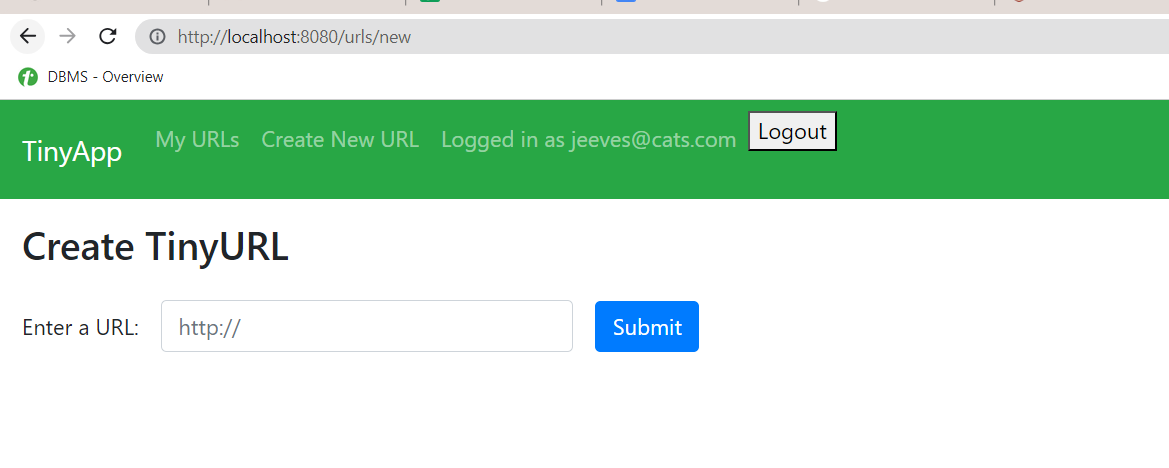 http://localhost:8080/urls/new
DBMS - Overview
TinyApp My URLs Create New URL Logged in as jeeves@cats.com Logout
Create TinyURL
Enter a URL: http:// Submit